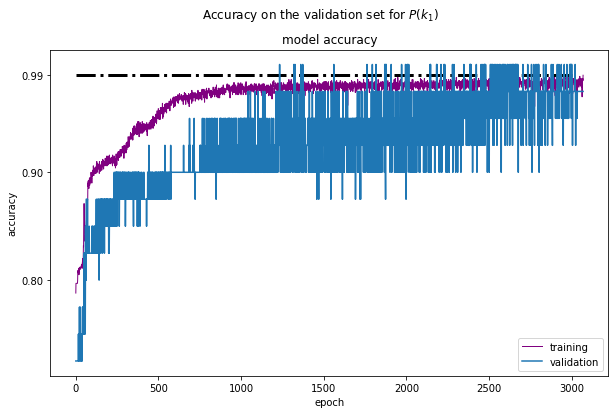 Accuracy on the validation set for P(k₁)
model accuracy
0.99
0.90
0.80
accuracy
0 500 1000 1500 2000 2500 3000
epoch
training
validation